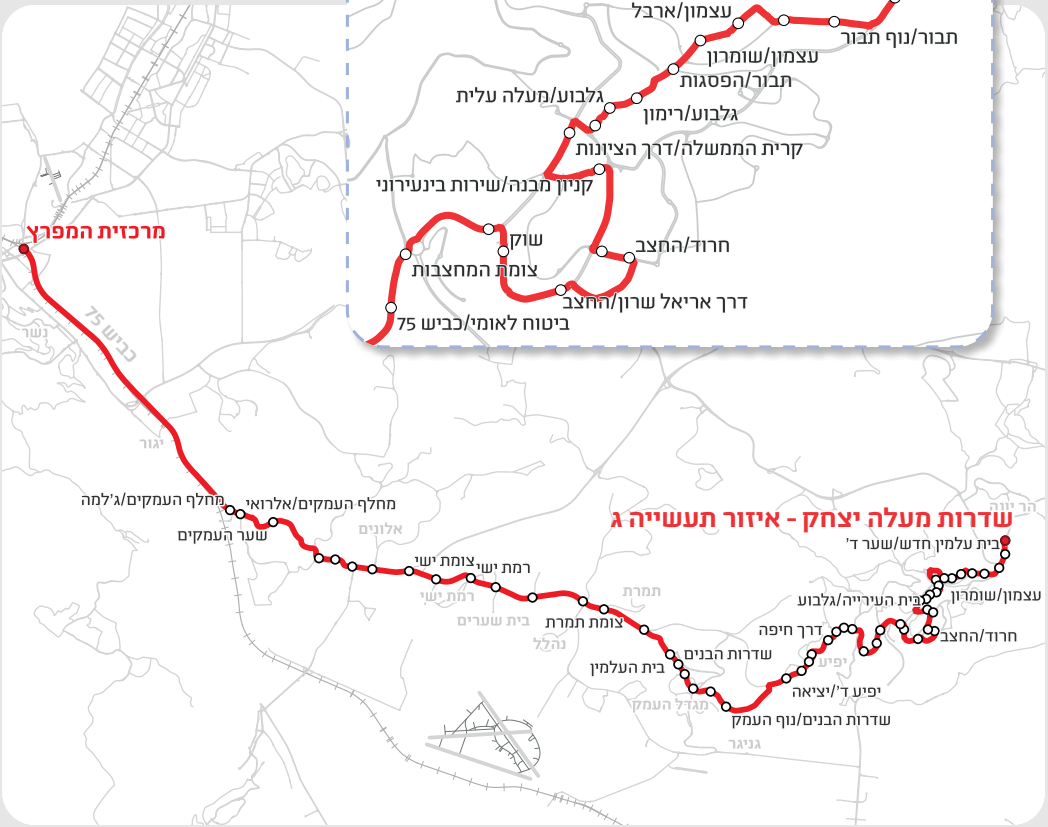 עצמון/ארבל
תבור/נוף תבור
עצמון/שומרון
תבור/הפסגות
גלבוע/מעלה עלית
גלבוע/רימון
קרית הממשלה/דרך הציונות
קניון מבנה/שירות בינעירוני
שוק
חרוד/החצב
צומת המחצבות
דרך אריאל שרון/החצב
ביטוח לאומי/כביש 75
מרכזית המפרץ
כביש 75
נשר
יגור
מחלף העמקים/ג'למה
מחלף העמקים/אלרואי
שער העמקים
אלונים
צומת ישי
רמת ישי
רמת ישי
בית שערים
נהלל
תמרת
צומת תמרת
שדרות הבנים
בית העלמין
מגדל העמק
שדרות הבנים/נוף העמק
גניגר
יפיע ד'/יציאה
יפיע
דרך חיפה
בית העירייה/גלבוע
חרוד/החצב
עצמון/שומרון
בית עלמין חדש/שער ד'
שדרות מעלה יצחק - איזור תעשייה ג
הר יונה